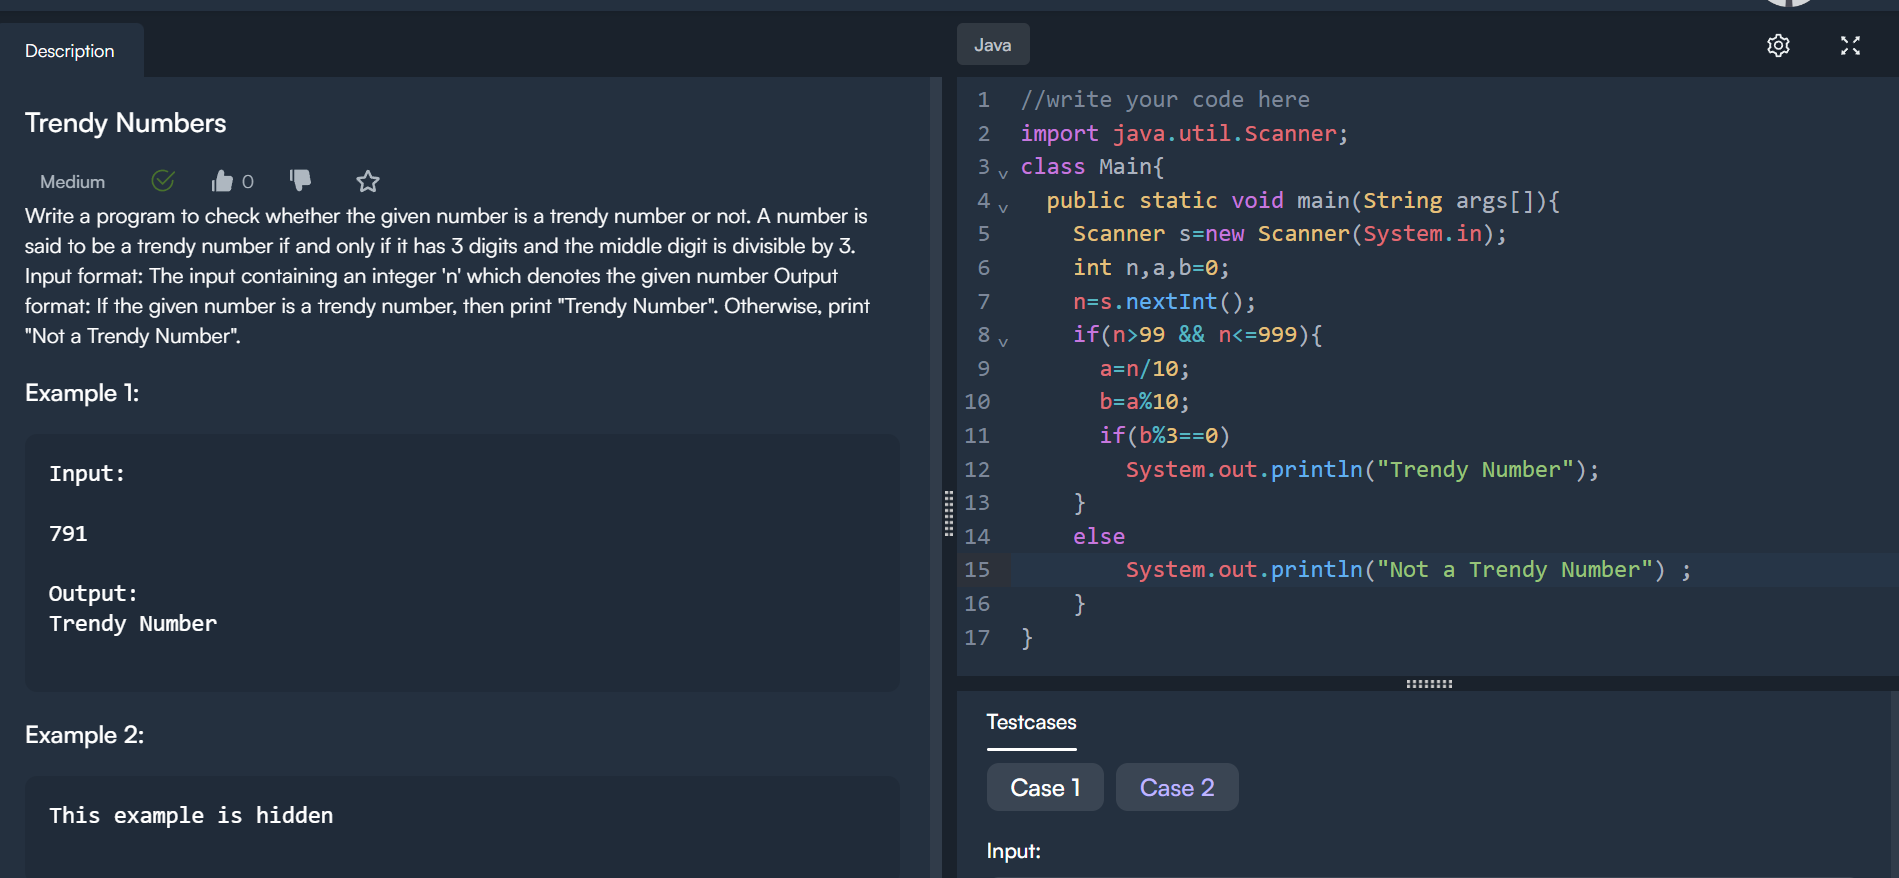 Description
Trendy Numbers
Medium
0
Write a program to check whether the given number is a trendy number or not. A number is
said to be a trendy number if and only if it has 3 digits and the middle digit is divisible by 3.
Input format: The input containing an integer 'n' which denotes the given number Output
format: If the given number is a trendy number, then print "Trendy Number". Otherwise, print
"Not a Trendy Number".
Example 1:
Input:
791
Output:
Trendy Number
Example 2:
This example is hidden
Java
1 //write your code here
2 import java.util.Scanner;
3 class Main{
4   public static void main(String args[]){
5     Scanner s=new Scanner(System.in);
6     int n,a,b=0;
7     n=s.nextInt();
8     if(n>99 && n<=999){
9       a=n/10;
10       b=a%10;
11       if(b%3==0)
12         System.out.println("Trendy Number");
13     }
14     else
15         System.out.println("Not a Trendy Number") ;
16     }
17 }
Testcases
Case 1
Case 2
Input: